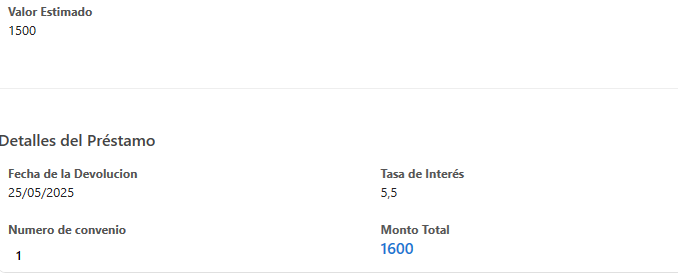 Valor Estimado
1500
Detalles del Préstamo
Fecha de la Devolucion
25/05/2025
Tasa de Interés
5,5
Numero de convenio
1
Monto Total
1600